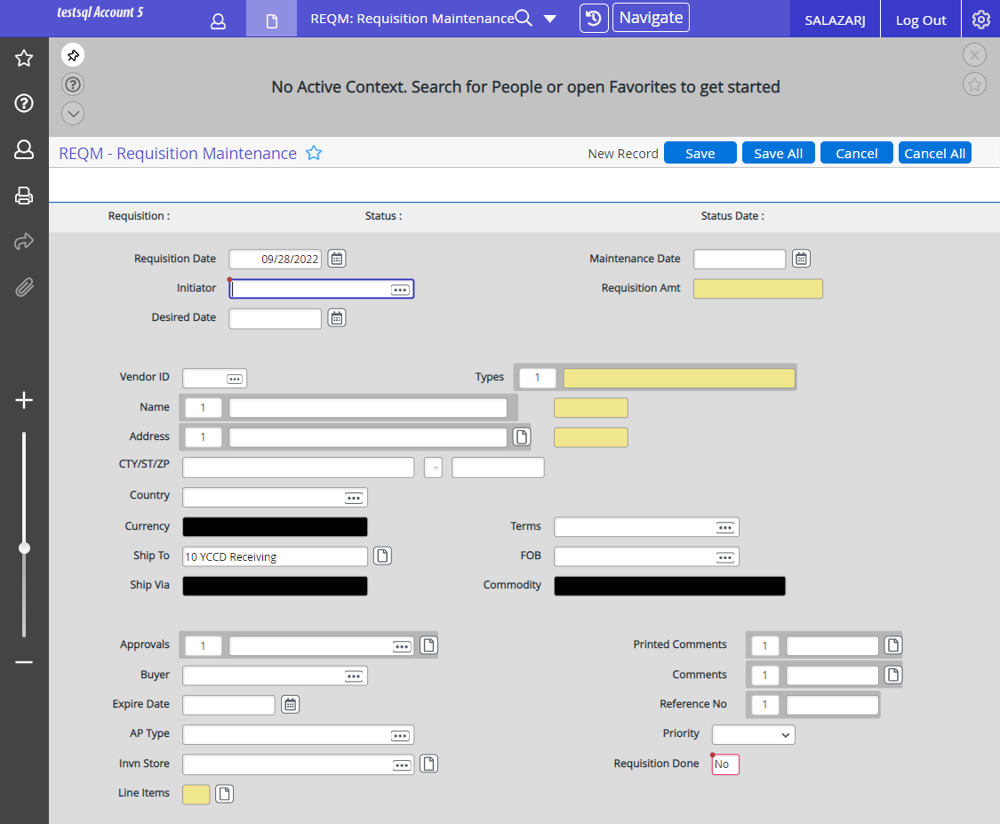 testsql Account 5
REQM: Requisition Maintenance
Navigate
SALAZARJ
Log Out
No Active Context. Search for People or open Favorites to get started
REQM - Requisition Maintenance
New Record
Save
Save All
Cancel
Cancel All
Requisition :
Status :
Status Date :
Requisition Date
09/28/2022
Maintenance Date
Initiator
Requisition Amt
Desired Date
Vendor ID
Types
1
Name
1
Address
1
CTY/ST/ZP
Country
Currency
Terms
Ship To
10 YCCD Receiving
FOB
Ship Via
Commodity
Approvals
1
Printed Comments
1
Buyer
Comments
1
Expire Date
Reference No
1
AP Type
Priority
Invn Store
Requisition Done
No
Line Items